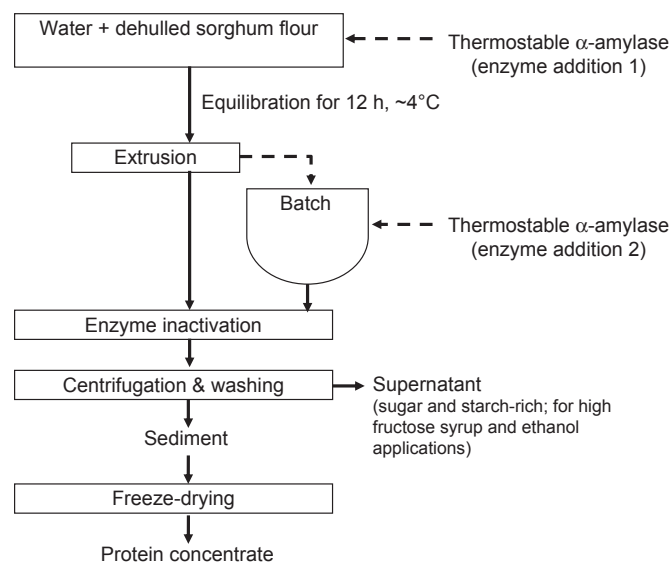 Water + dehulled sorghum flour
Thermostable α-amylase
(enzyme addition 1)
Equilibration for 12 h, ~4°C
Extrusion
Batch
Thermostable α-amylase
(enzyme addition 2)
Enzyme inactivation
Centrifugation & washing
Supernatant
(sugar and starch-rich; for high
fructose syrup and ethanol
applications)
Sediment
Freeze-drying
Protein concentrate